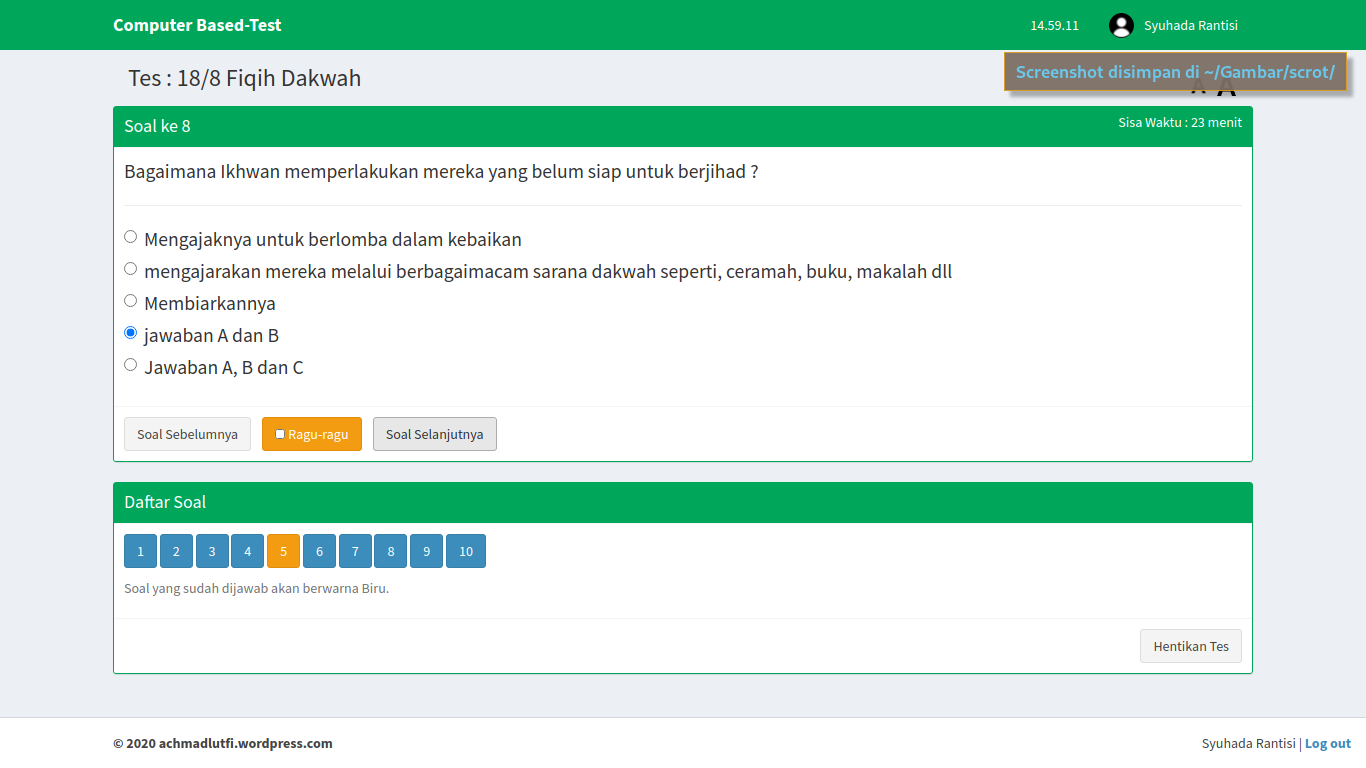 Computer Based-Test
14.59.11
Syuhada Rantisi
Tes : 18/8 Fiqih Dakwah
Screenshot disimpan di ~/Gambar/scrot/
A A
Soal ke 8
Sisa Waktu : 23 menit
Bagaimana Ikhwan memperlakukan mereka yang belum siap untuk berjihad ?
Mengajaknya untuk berlomba dalam kebaikan
mengajarakan mereka melalui berbagaimacam sarana dakwah seperti, ceramah, buku, makalah dll
Membiarkannya
jawaban A dan B
Jawaban A, B dan C
Soal Sebelumnya
Ragu-ragu
Soal Selanjutnya
Daftar Soal
1 2 3 4 5 6 7 8 9 10
Soal yang sudah dijawab akan berwarna Biru.
Hentikan Tes
© 2020 achmadlutfi.wordpress.com
Syuhada Rantisi | Log out